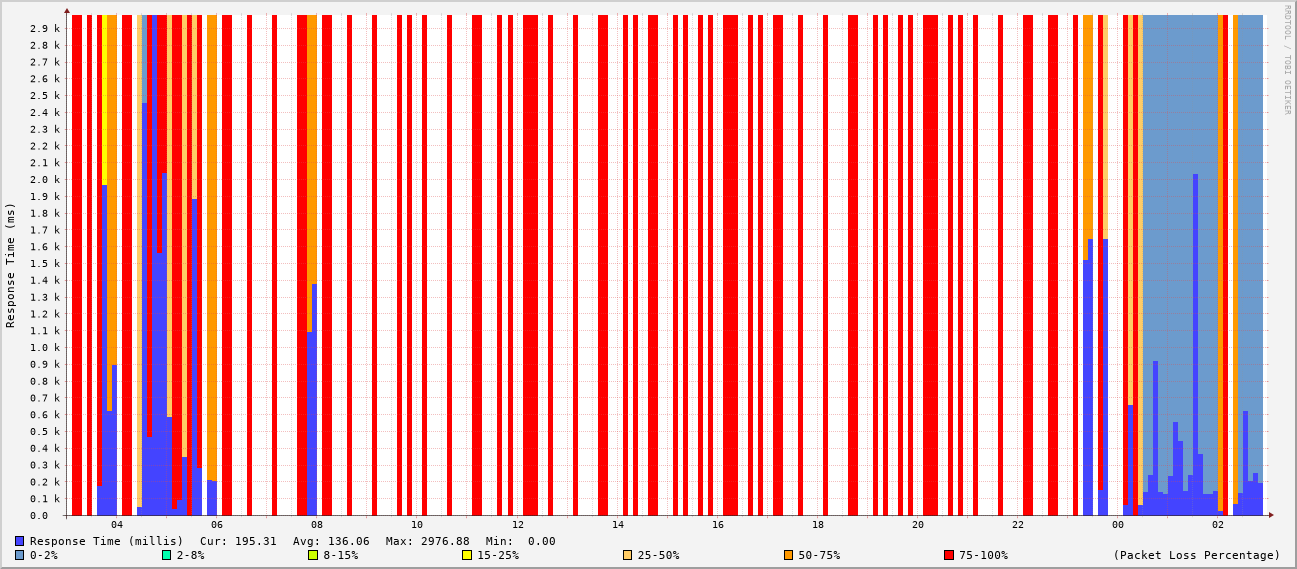 RRDTOOL / TOBI OETIKER
Response Time (ms)
2.9 k
2.8 k
2.7 k
2.6 k
2.5 k
2.4 k
2.3 k
2.2 k
2.1 k
2.0 k
1.9 k
1.8 k
1.7 k
1.6 k
1.5 k
1.4 k
1.3 k
1.2 k
1.1 k
1.0 k
0.9 k
0.8 k
0.7 k
0.6 k
0.5 k
0.4 k
0.3 k
0.2 k
0.1 k
0.0
04 06 08 10 12 14 16 18 20 22 00 02
Response Time (millis) Cur: 195.31 Avg: 136.06 Max: 2976.88 Min: 0.00
0-2% 2-8% 8-15% 15-25% 25-50% 50-75% 75-100% (Packet Loss Percentage)